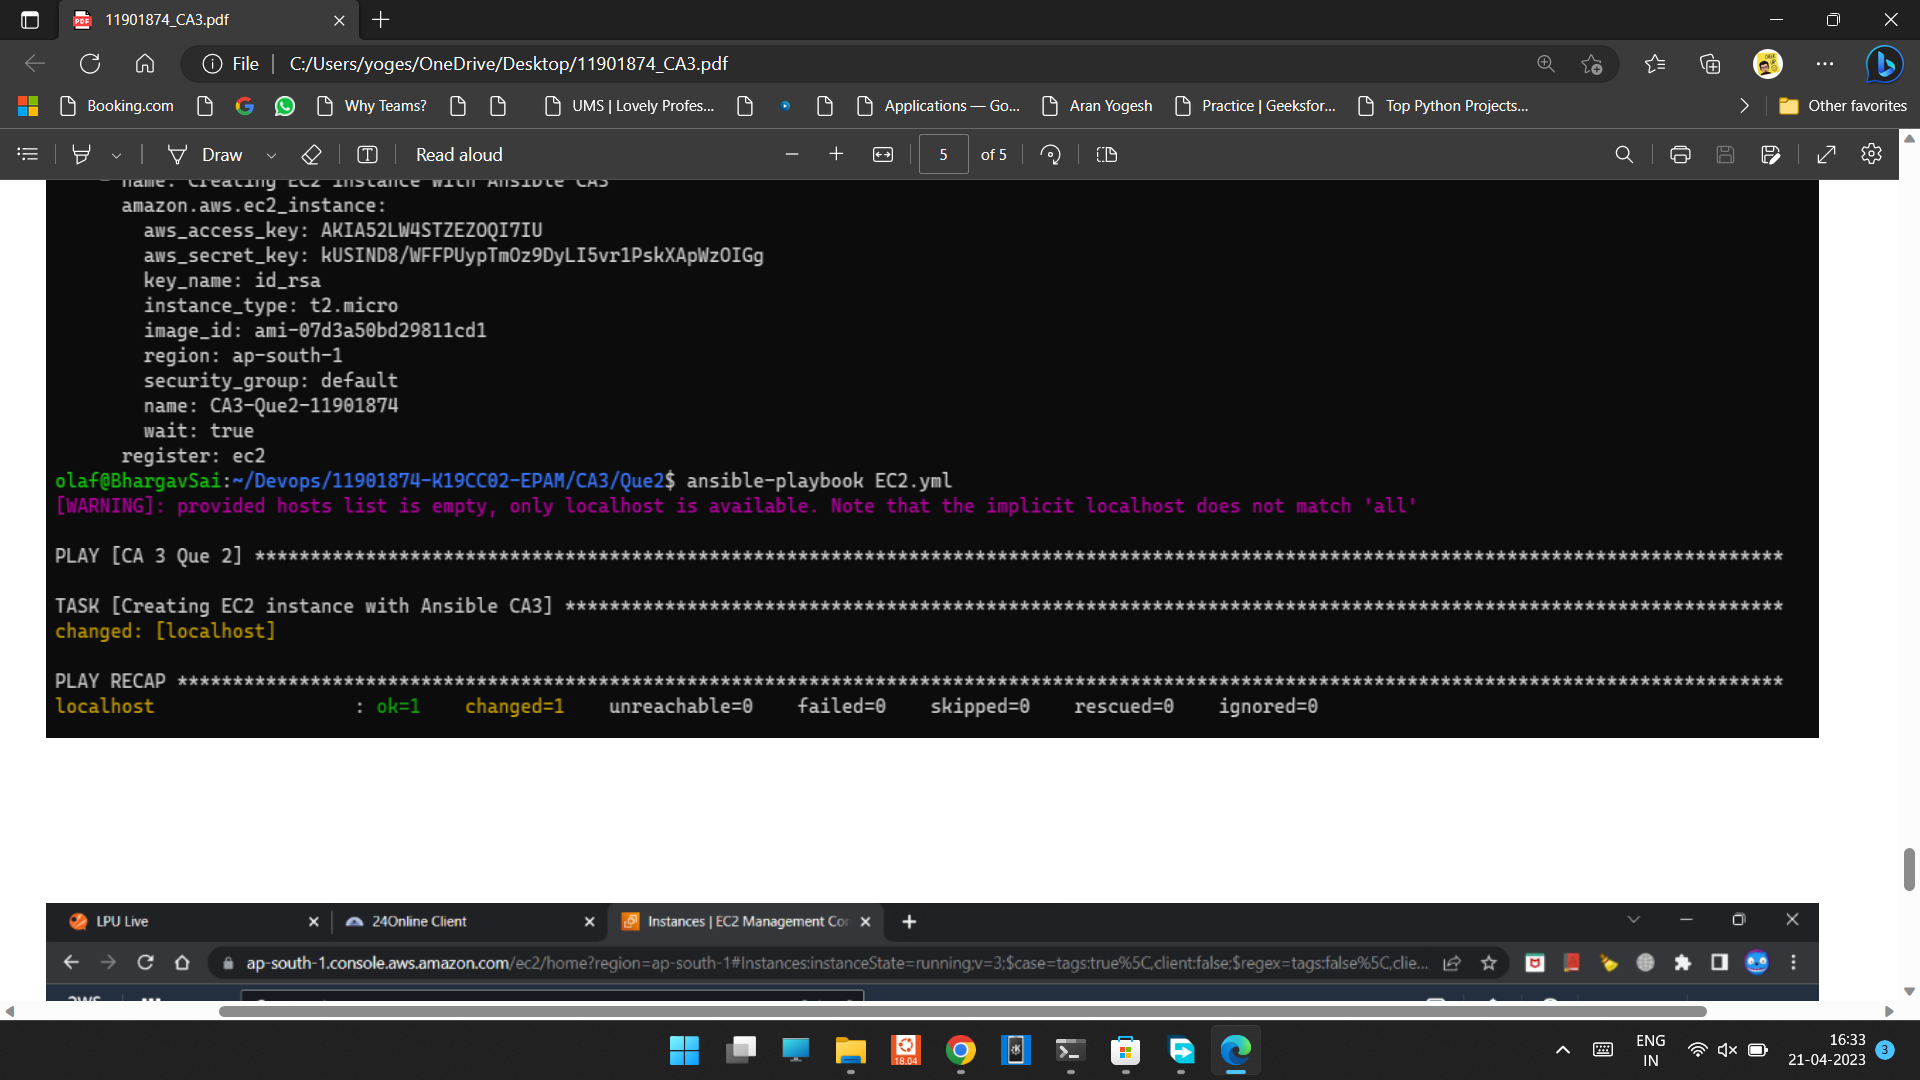 11901874_CA3.pdf
File
C:/Users/yoges/OneDrive/Desktop/11901874_CA3.pdf
Booking.com
Why Teams?
UMS | Lovely Profes...
Applications — Go...
Aran Yogesh
Practice | Geeksfor...
Top Python Projects...
Other favorites
Draw
Read aloud
5 of 5
- name: Creating EC2 instance with Ansible CA3
amazon.aws.ec2_instance:
aws_access_key: AKIA52LW4STZEZOQI7IU
aws_secret_key: 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
key_name: id_rsa
instance_type: t2.micro
image_id: ami-07d3a50bd29811cd1
region: ap-south-1
security_group: default
name: CA3-Que2-11901874
wait: true
register: ec2
olaf@BhargavSai:~/Devops/11901874-K19CC02-EPAM/CA3/Que2$ ansible-playbook EC2.yml
[WARNING]: provided hosts list is empty, only localhost is available. Note that the implicit localhost does not match 'all'
PLAY [CA 3 Que 2] ****
TASK [Creating EC2 instance with Ansible CA3] ****
changed: [localhost]
PLAY RECAP ****
localhost : ok=1 changed=1 unreachable=0 failed=0 skipped=0 rescued=0 ignored=0
LPU Live
24Online Client
Instances | EC2 Management Con
ap-south-1.console.aws.amazon.com/ec2/home?region=ap-south-1#Instances:instanceState=running;v=3;$case=tags:true%5C,client:false;$regex=tags:false%5C,clie...
aws
18.04
ENG
IN
16:33
21-04-2023
3